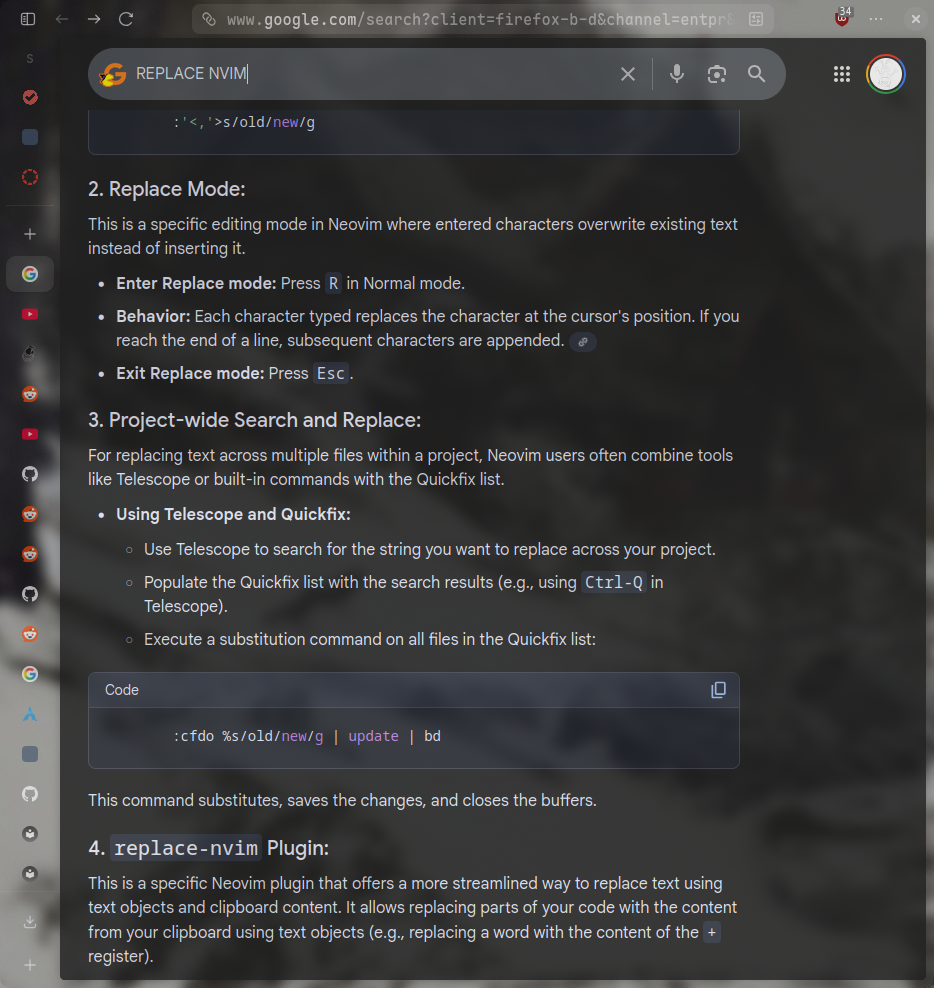 www.google.com/search?client=firefox-b-d&channel=entpr&
34
S
REPLACE NVIM
:'<,'>s/old/new/g
2. Replace Mode:
This is a specific editing mode in Neovim where entered characters overwrite existing text
instead of inserting it.
• Enter Replace mode: Press R in Normal mode.
• Behavior: Each character typed replaces the character at the cursor's position. If you
reach the end of a line, subsequent characters are appended.
• Exit Replace mode: Press Esc.
3. Project-wide Search and Replace:
For replacing text across multiple files within a project, Neovim users often combine tools
like Telescope or built-in commands with the Quickfix list.
• Using Telescope and Quickfix:
○ Use Telescope to search for the string you want to replace across your project.
○ Populate the Quickfix list with the search results (e.g., using Ctrl-Q in
Telescope).
○ Execute a substitution command on all files in the Quickfix list:
Code
:cfdo %s/old/new/g | update | bd
This command substitutes, saves the changes, and closes the buffers.
4. replace-nvim Plugin:
This is a specific Neovim plugin that offers a more streamlined way to replace text using
text objects and clipboard content. It allows replacing parts of your code with the content
from your clipboard using text objects (e.g., replacing a word with the content of the +
register).